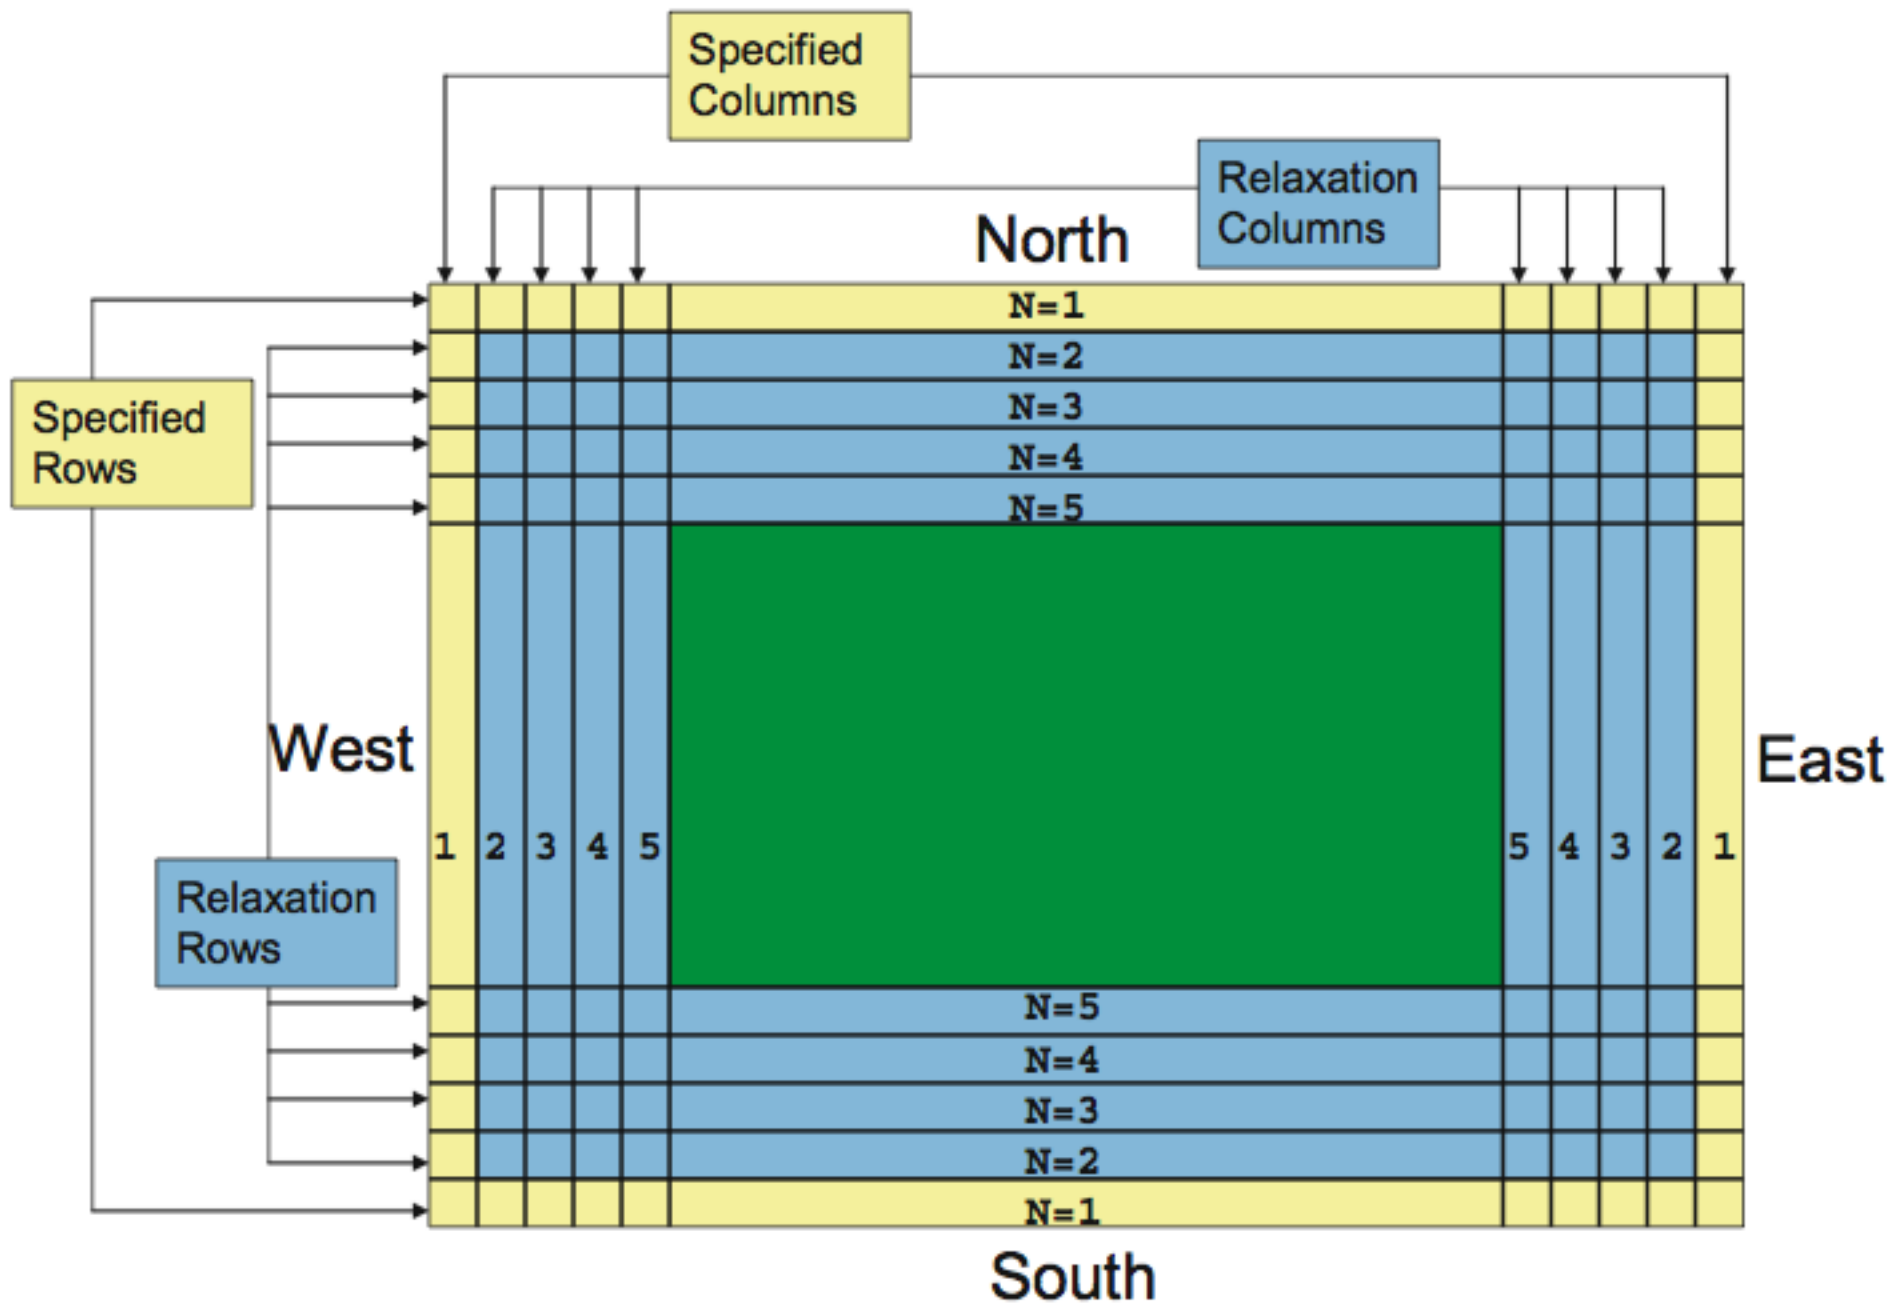 Specified
Columns
Relaxation
Columns
North
N=1
N=2
N=3
N=4
N=5
Specified
Rows
West
East
1 2 3 4 5 5 4 3 2 1
Relaxation
Rows
N=5
N=4
N=3
N=2
N=1
South